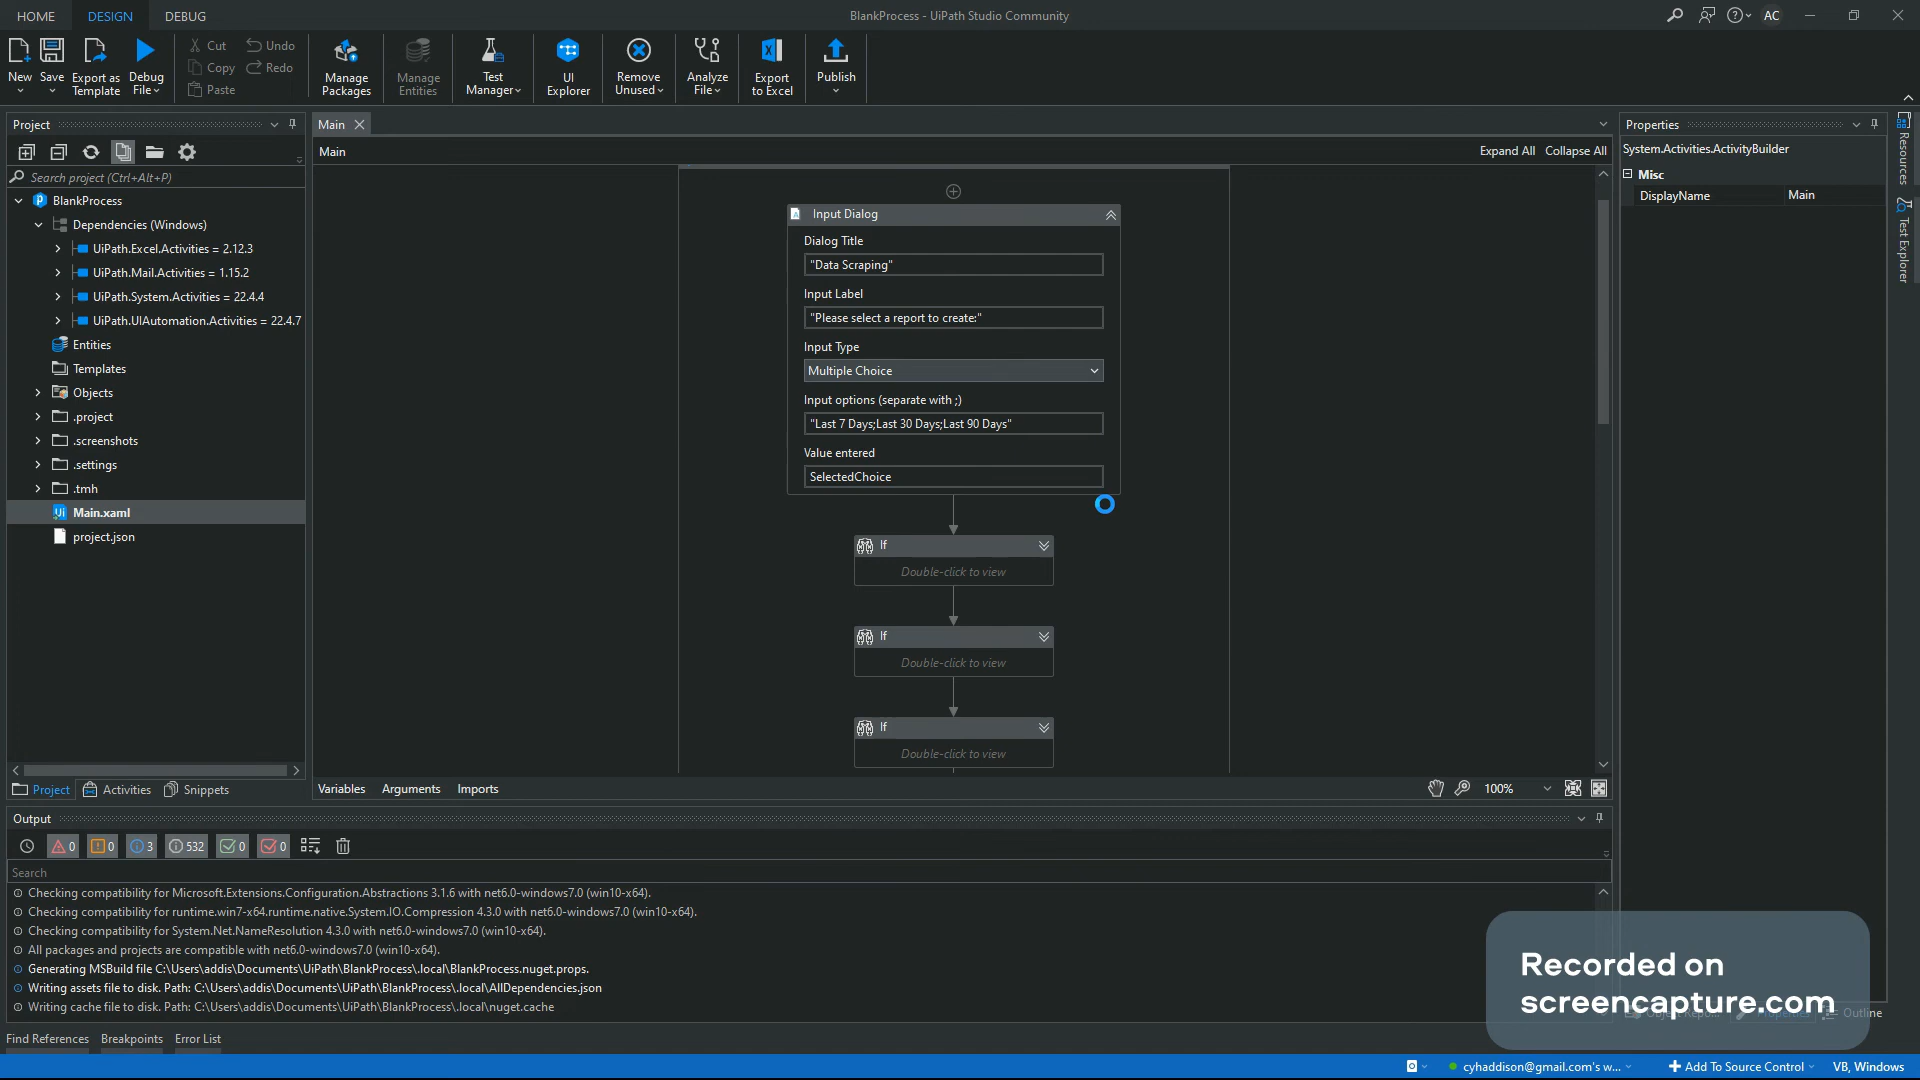 HOME
DESIGN
DEBUG
BlankProcess - UiPath Studio Community
AC
New
Save
Export as Template
Debug File
Cut
Copy
Paste
Undo
Redo
Manage Packages
Manage Entities
Test Manager
UI Explorer
Remove Unused
Analyze File
Export to Excel
Publish
Project
Search project (Ctrl+Alt+P)
BlankProcess
Dependencies (Windows)
UiPath.Excel.Activities = 2.12.3
UiPath.Mail.Activities = 1.15.2
UiPath.System.Activities = 22.4.4
UiPath.UIAutomation.Activities = 22.4.7
Entities
Templates
Objects
.project
.screenshots
.settings
.tmh
Main.xaml
project.json
Project
Activities
Snippets
Main
Main
Expand All
Collapse All
Input Dialog
Dialog Title
"Data Scraping"
Input Label
"Please select a report to create:"
Input Type
Multiple Choice
Input options (separate with ;)
"Last 7 Days;Last 30 Days;Last 90 Days"
Value entered
SelectedChoice
If
Double-click to view
If
Double-click to view
If
Double-click to view
Variables
Arguments
Imports
100%
Properties
System.Activities.ActivityBuilder
Misc
DisplayName
Main
Resources
Test Explorer
Output
0
0
3
532
0
0
Search
Checking compatibility for Microsoft.Extensions.Configuration.Abstractions 3.1.6 with net6.0-windows7.0 (win10-x64).
Checking compatibility for runtime.win7-x64.runtime.native.System.IO.Compression 4.3.0 with net6.0-windows7.0 (win10-x64).
Checking compatibility for System.Net.NameResolution 4.3.0 with net6.0-windows7.0 (win10-x64).
All packages and projects are compatible with net6.0-windows7.0 (win10-x64).
Generating MSBuild file C:\Users\addis\Documents\UiPath\BlankProcess\.local\BlankProcess.nuget.props.
Writing assets file to disk. Path: C:\Users\addis\Documents\UiPath\BlankProcess\.local\AllDependencies.json
Writing cache file to disk. Path: C:\Users\addis\Documents\UiPath\BlankProcess\.local\nuget.cache
Recorded on
screencapture.com
Properties
Outline
Find References
Breakpoints
Error List
cyhaddison@gmail.com's w...
Add To Source Control
VB, Windows